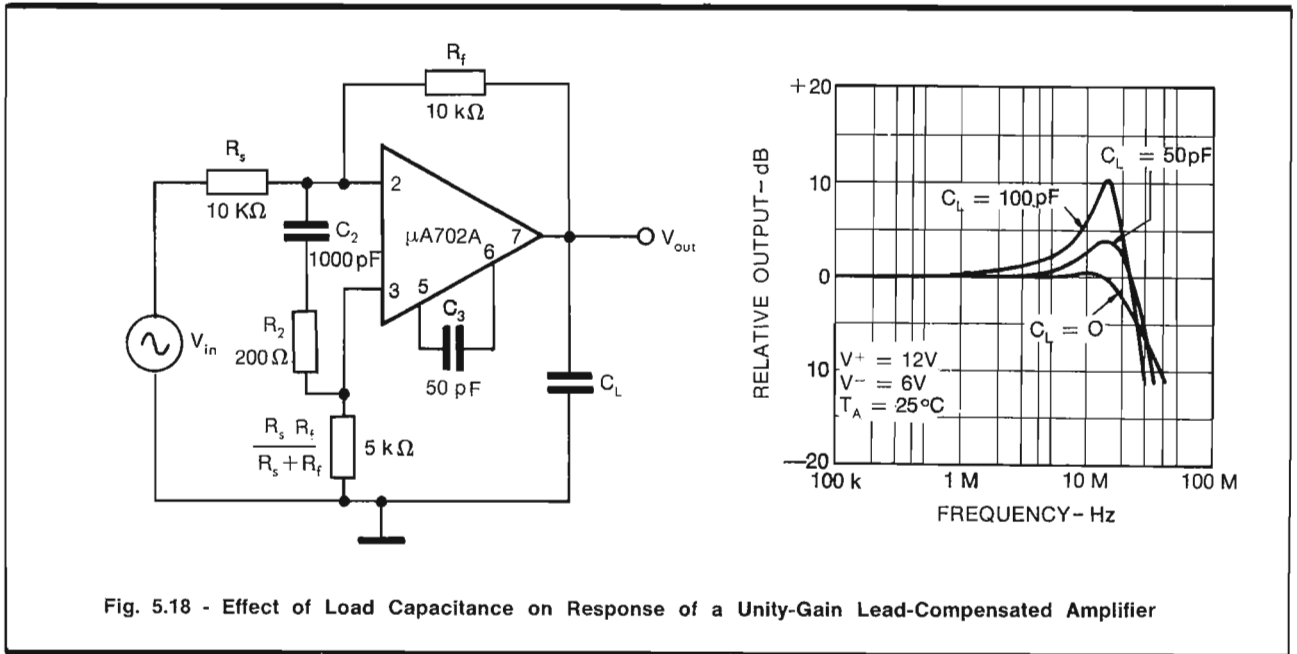 R_f
10 kΩ
R_s
10 KΩ
2
C_2
1000 pF
μA702A
7
6
V_out
3
5
C_3
50 pF
R_2
200 Ω
V_in
C_L
R_s R_f
R_s + R_f
5 kΩ
RELATIVE OUTPUT – dB
+20
10
0
10
—20
C_L = 50pF
C_L = 100pF
C_L = O
V+ = 12V
V− = 6V
T_A = 25°C
100 k
1 M
10 M
100 M
FREQUENCY – Hz
Fig. 5.18 - Effect of Load Capacitance on Response of a Unity-Gain Lead-Compensated Amplifier